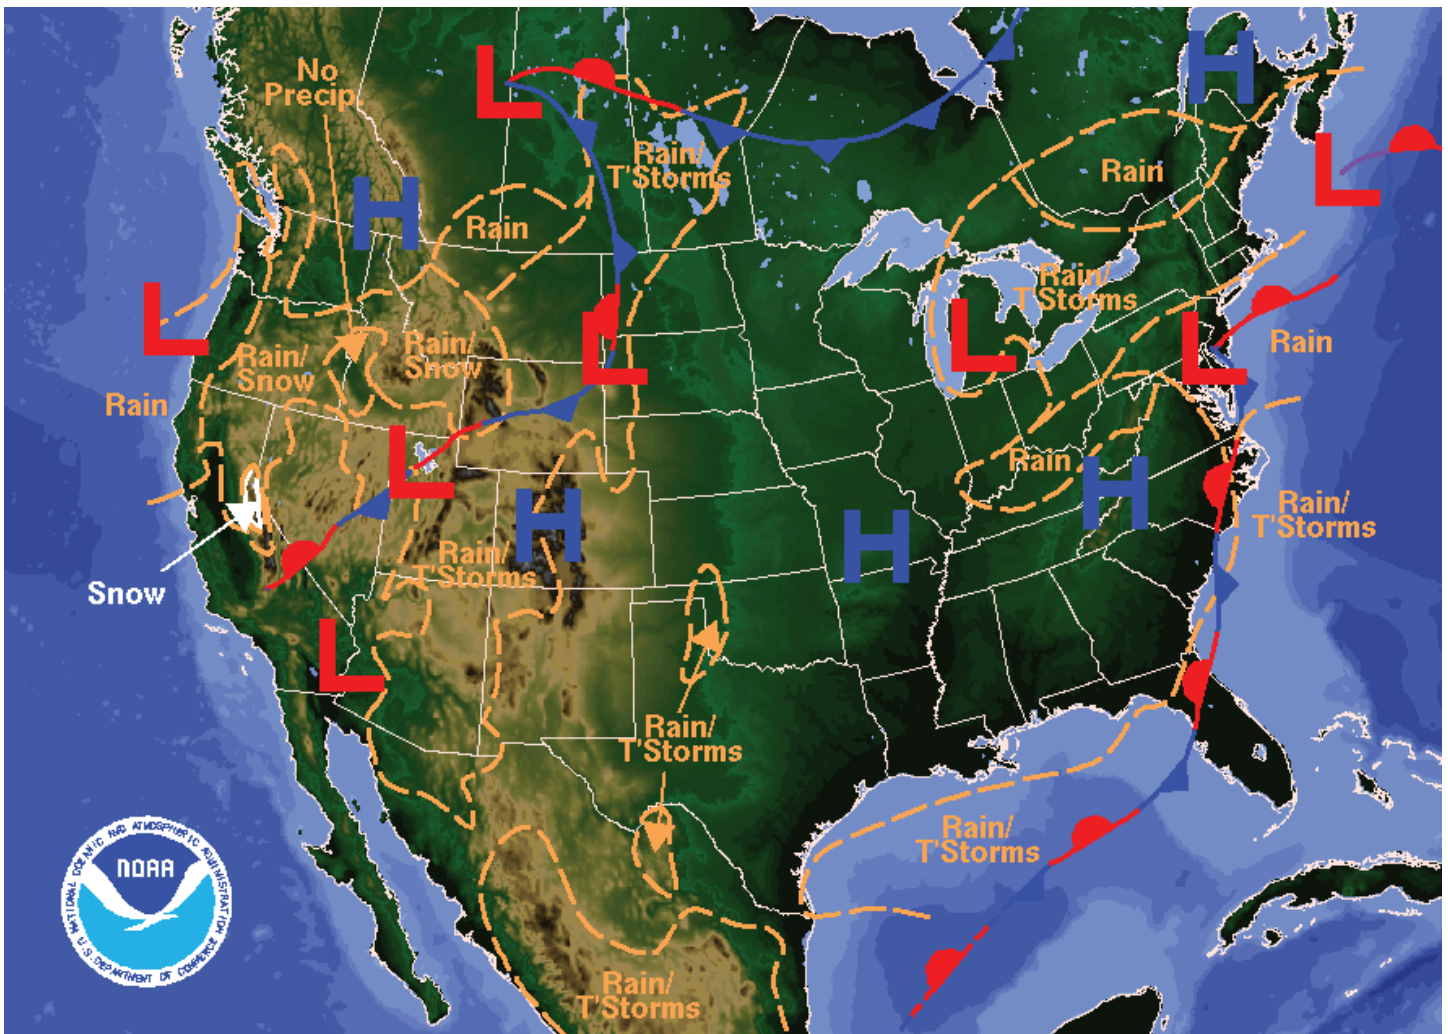 H
No
Precip.
L
Rain/
T'Storms
Rain
L
H
Rain
L
Rain/
T'Storms
Rain/
Snow
Rain/
Snow
L
L
L
Rain
Rain
L
Rain
H
H
H
Rain/
T'Storms
Rain/
T'Storms
Snow
L
Rain/
T'Storms
Rain/
T'Storms
NATIONAL OCEANIC AND ATMOSPHERIC ADMINISTRATION
NOAA
U.S. DEPARTMENT OF COMMERCE
Rain/
T'Storms